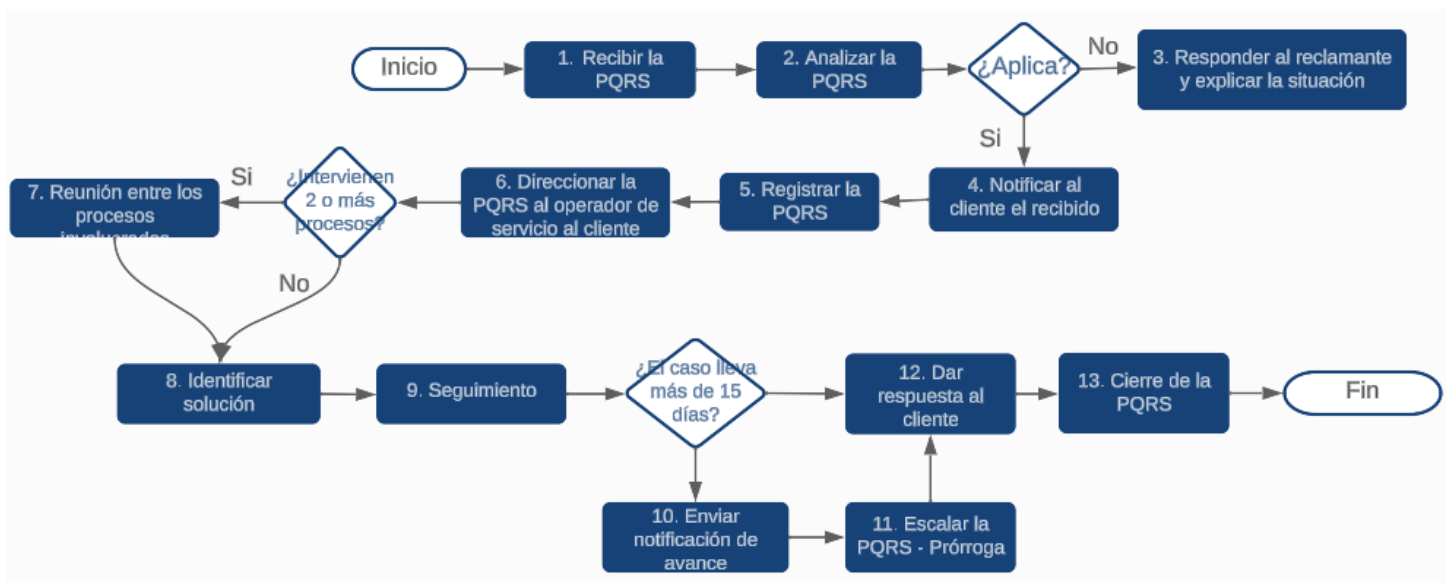 Inicio
1. Recibir la
PQRS
2. Analizar la
PQRS
¿Aplica?
No
3. Responder al reclamante
y explicar la situación
Si
4. Notificar al
cliente el recibido
5. Registrar la
PQRS
6. Direccionar la
PQRS al operador de
servicio al cliente
¿Intervienen
2 o más
procesos?
Si
7. Reunión entre los
procesos
involucrados
No
8. Identificar
solución
9. Seguimiento
¿El caso lleva
más de 15
días?
10. Enviar
notificación de
avance
11. Escalar la
PQRS - Prórroga
12. Dar
respuesta al
cliente
13. Cierre de la
PQRS
Fin